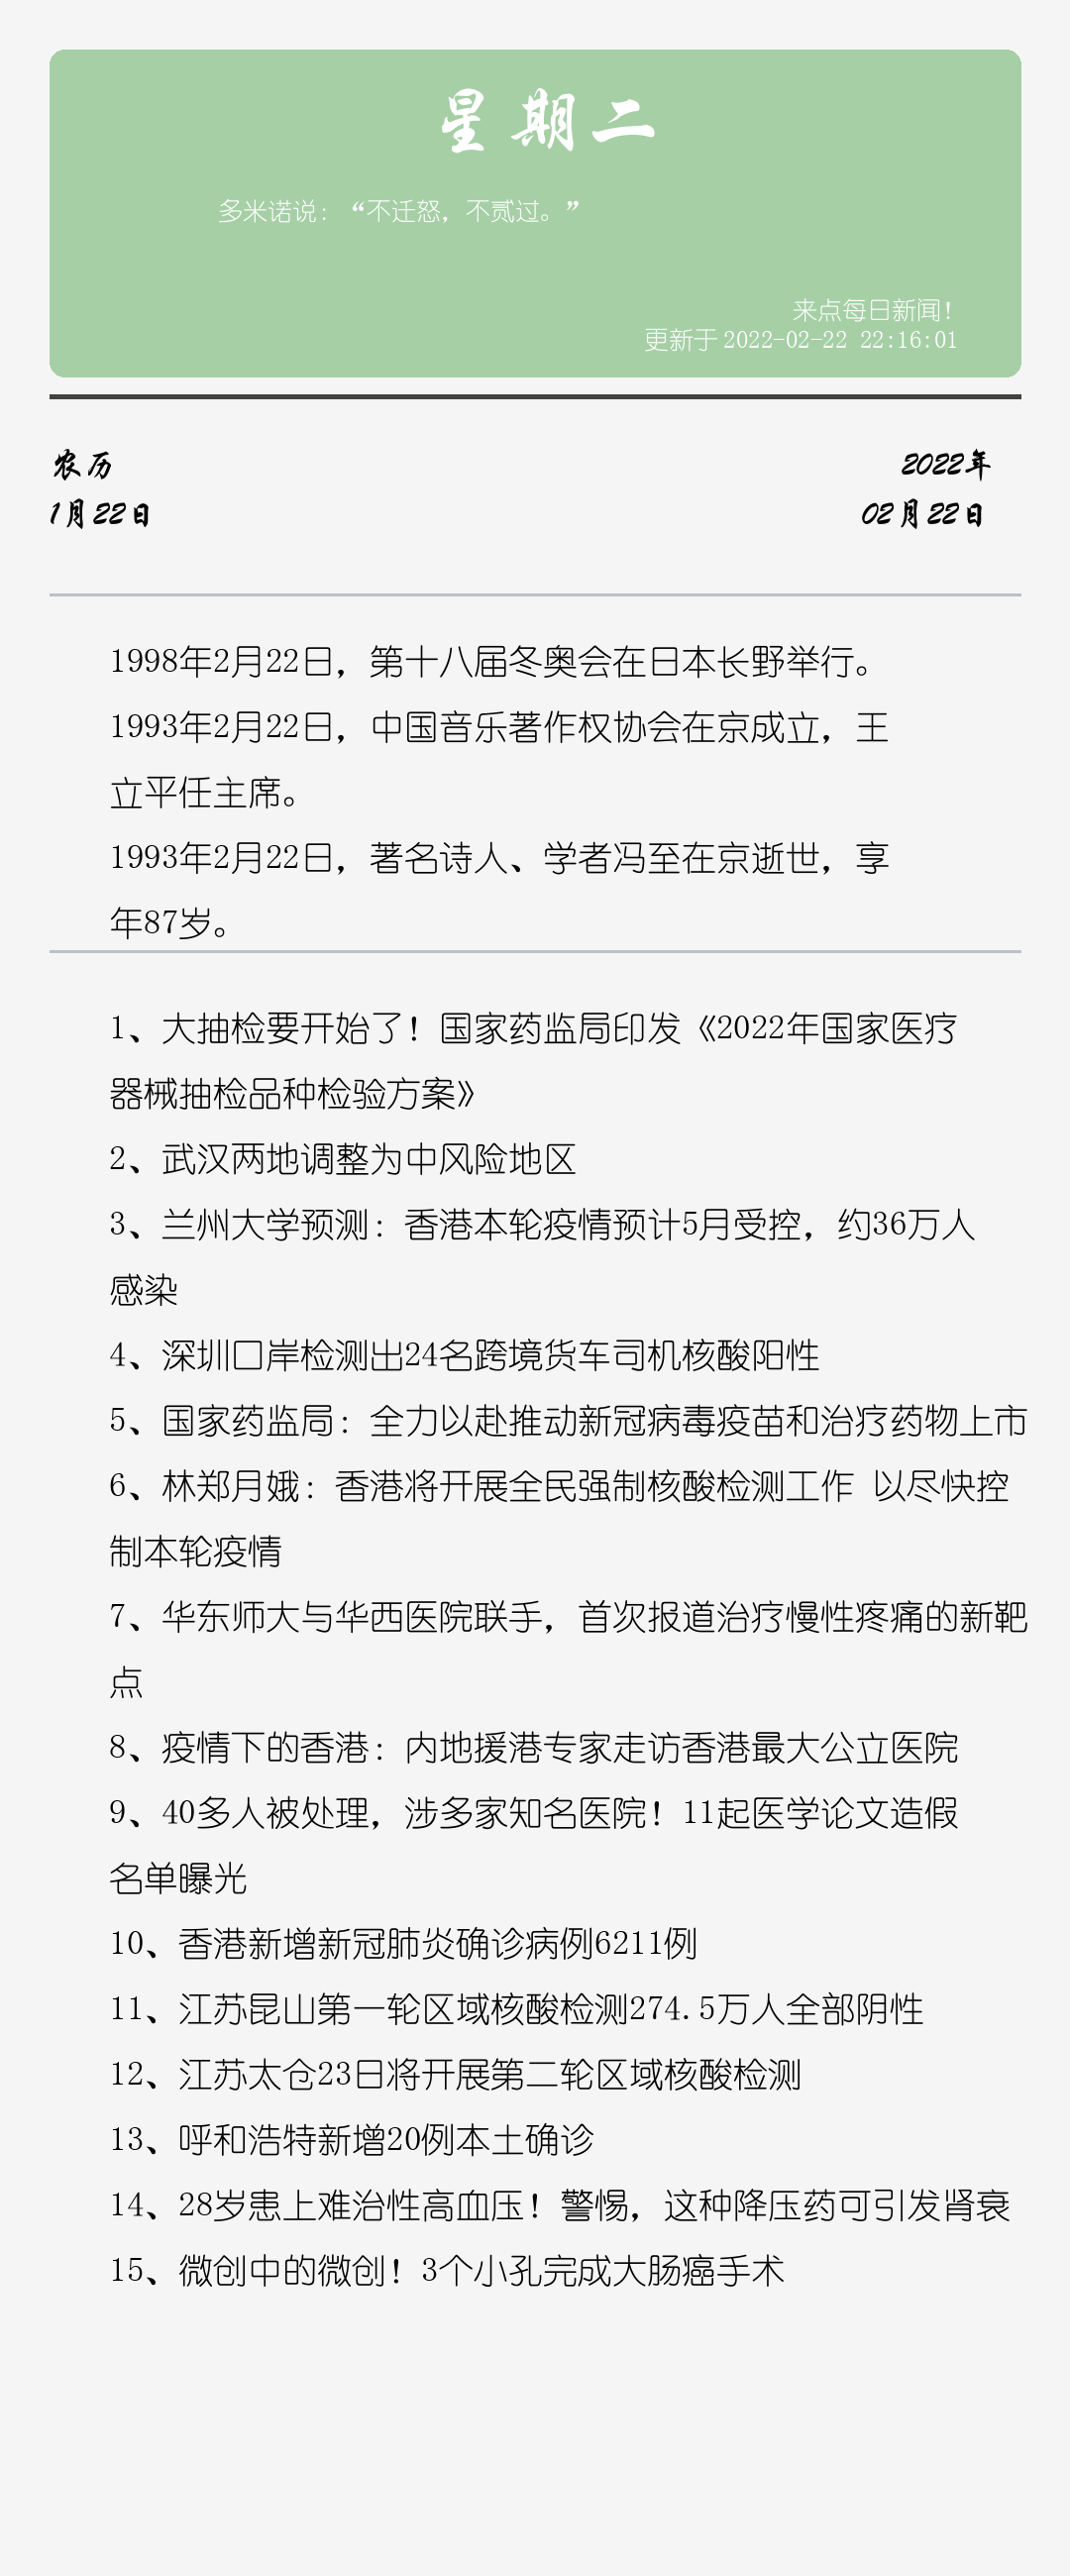 星期二
多米诺说：“不迁怒，不贰过。”
来点每日新闻！
更新于 2022-02-22 22:16:01
农历
2022年
1月22日
02月22日
1998年2月22日，第十八届冬奥会在日本长野举行。
1993年2月22日，中国音乐著作权协会在京成立，王
立平任主席。
1993年2月22日，著名诗人、学者冯至在京逝世，享
年87岁。
1、大抽检要开始了！国家药监局印发《2022年国家医疗
器械抽检品种检验方案》
2、武汉两地调整为中风险地区
3、兰州大学预测：香港本轮疫情预计5月受控，约36万人
感染
4、深圳口岸检测出24名跨境货车司机核酸阳性
5、国家药监局：全力以赴推动新冠病毒疫苗和治疗药物上市
6、林郑月娥：香港将开展全民强制核酸检测工作 以尽快控
制本轮疫情
7、华东师大与华西医院联手，首次报道治疗慢性疼痛的新靶
点
8、疫情下的香港：内地援港专家走访香港最大公立医院
9、40多人被处理，涉多家知名医院！11起医学论文造假
名单曝光
10、香港新增新冠肺炎确诊病例6211例
11、江苏昆山第一轮区域核酸检测274.5万人全部阴性
12、江苏太仓23日将开展第二轮区域核酸检测
13、呼和浩特新增20例本土确诊
14、28岁患上难治性高血压！警惕，这种降压药可引发肾衰
15、微创中的微创！3个小孔完成大肠癌手术